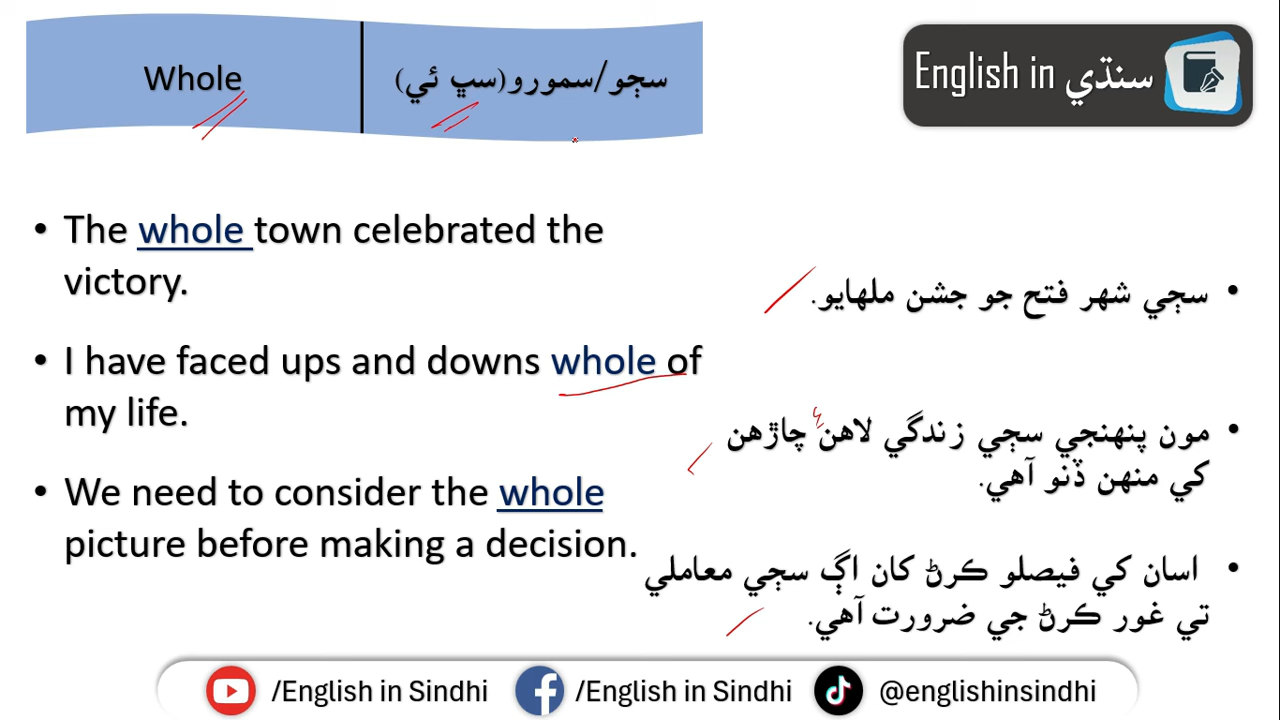 Whole
سڄو/سمورو(سڀ ئي)
English in سنڌي
The whole town celebrated the
victory.
سڄي شهر فتح جو جشن ملهايو.
I have faced ups and downs whole of
my life.
مون پنهنجي سڄي زندگي لاهن چاڙهن
کي منهن ڏنو آهي.
We need to consider the whole
picture before making a decision.
اسان کي فيصلو ڪرڻ کان اڳ سڄي معاملي
تي غور ڪرڻ جي ضرورت آهي.
/English in Sindhi
/English in Sindhi
@englishinsindhi